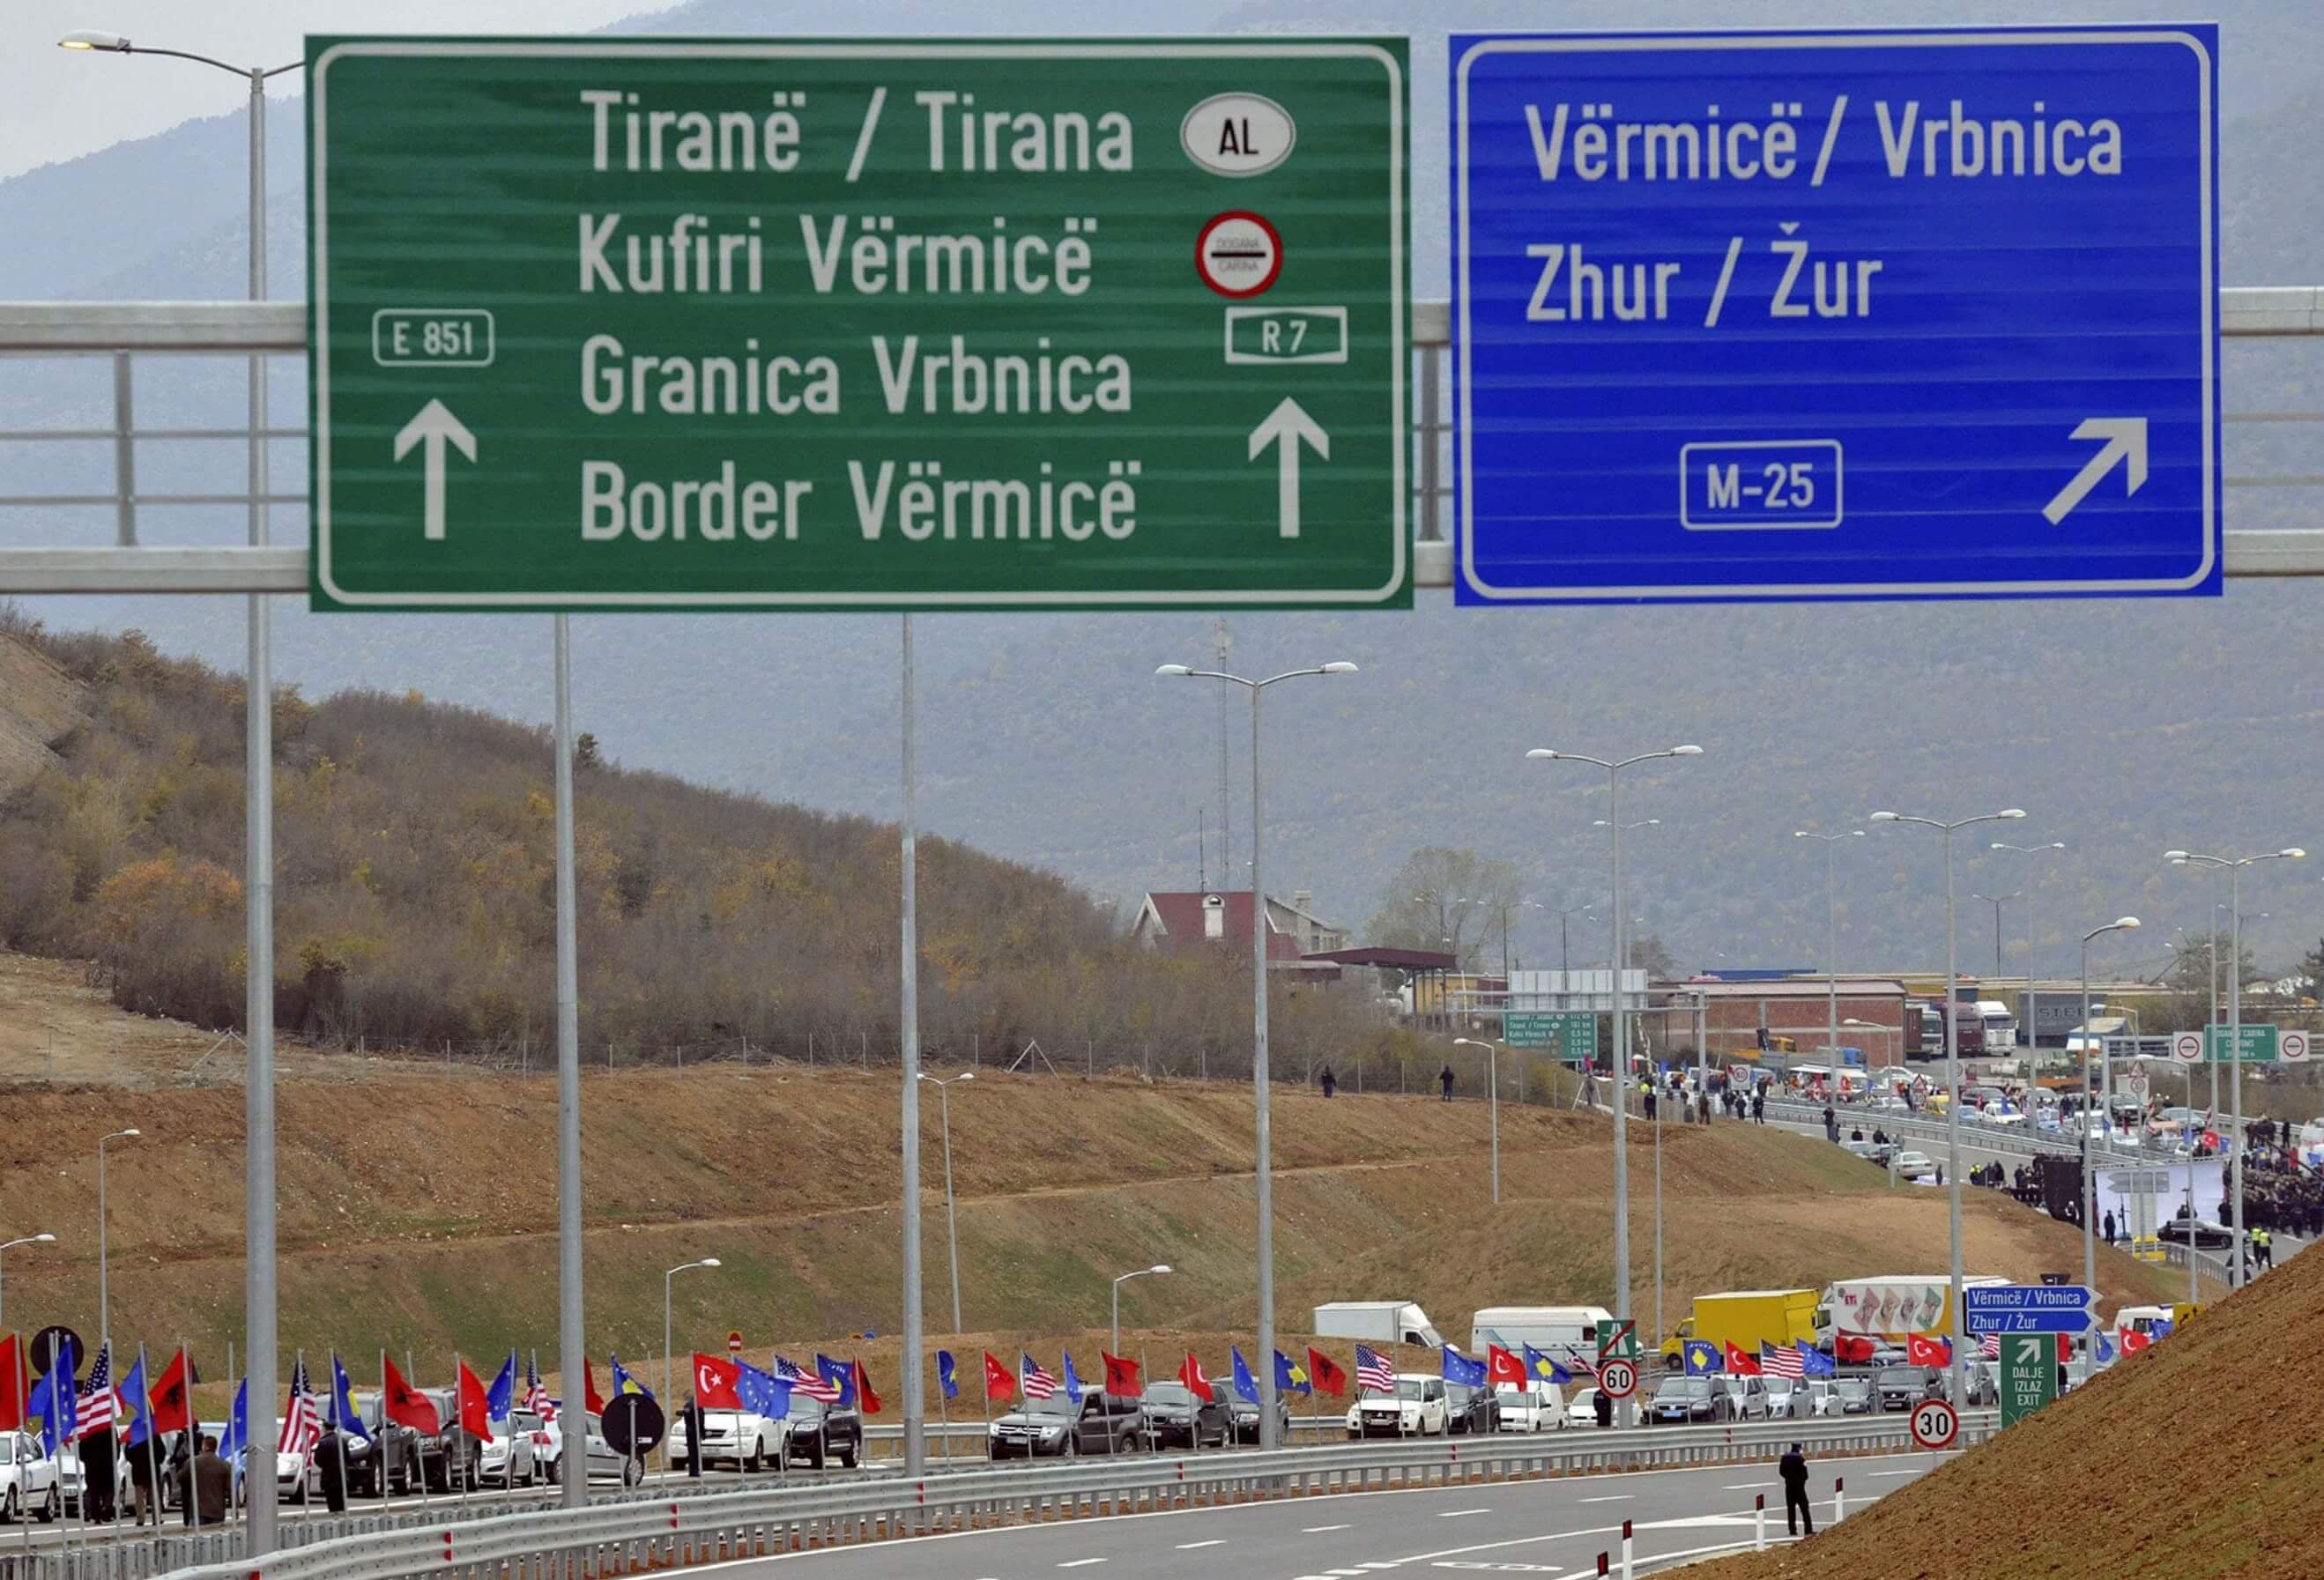 Tiranë / Tirana AL
Kufiri Vërmicë
DOGANA
CARINA
E 851
R 7
Granica Vrbnica
Border Vërmicë
Vërmicë / Vrbnica
Zhur / Žur
M-25
Vërmicë / Vrbnica
Zhur / Žur
DALJE
IZLAZ
EXIT
60
30